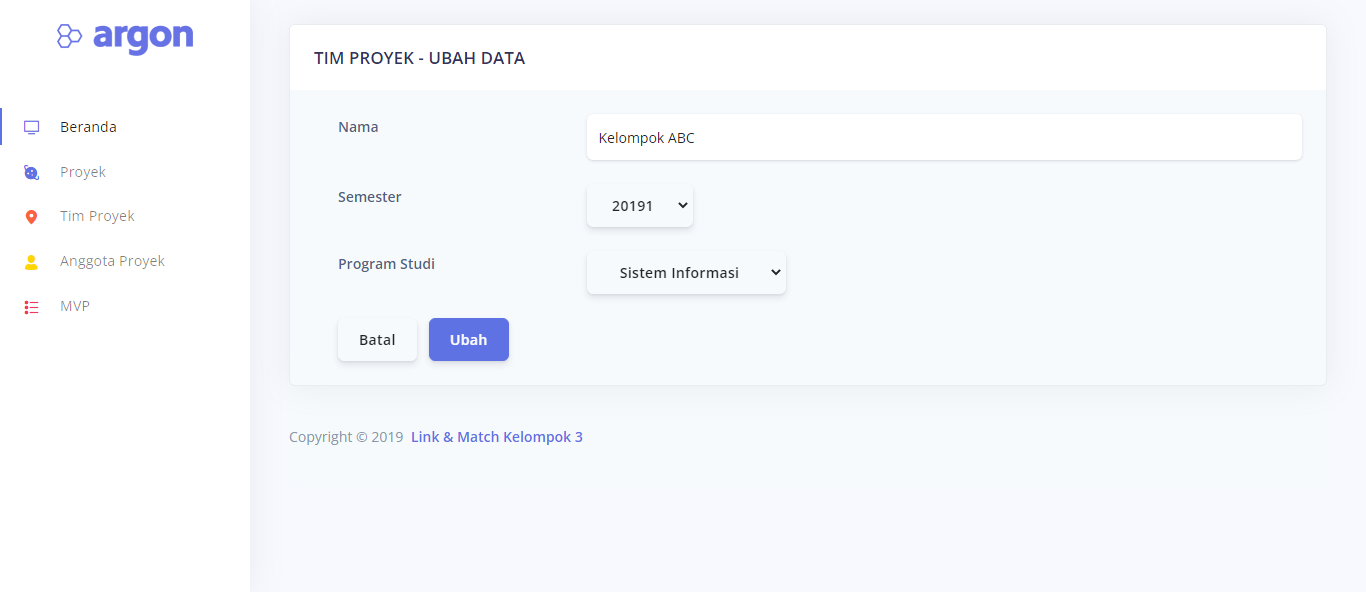 argon
Beranda
Proyek
Tim Proyek
Anggota Proyek
MVP
TIM PROYEK - UBAH DATA
Nama
Kelompok ABC
Semester
20191
Program Studi
Sistem Informasi
Batal Ubah
Copyright © 2019 Link & Match Kelompok 3